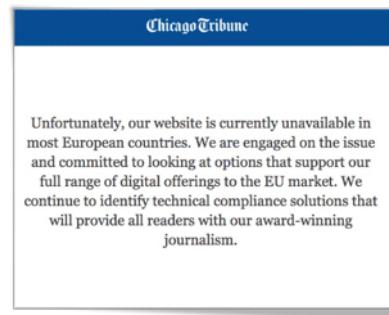 Chicago Tribune
Unfortunately, our website is currently unavailable in
most European countries. We are engaged on the issue
and committed to looking at options that support our
full range of digital offerings to the EU market. We
continue to identify technical compliance solutions that
will provide all readers with our award-winning
journalism.